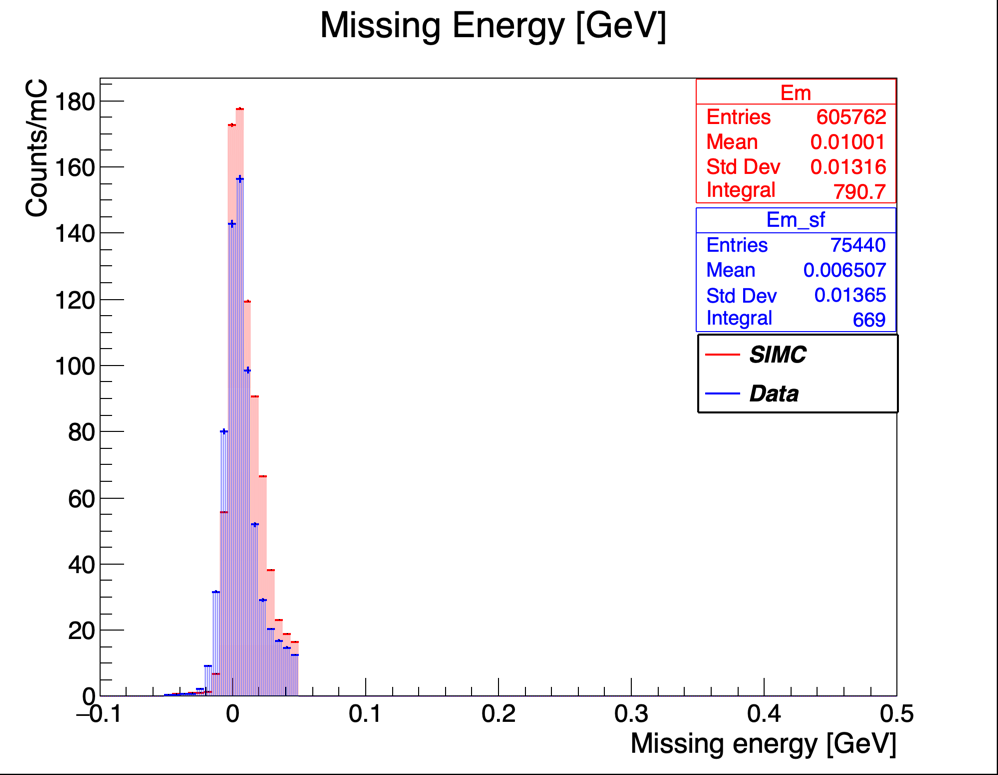 Missing Energy [GeV]
Counts/mC
180
160
140
120
100
80
60
40
20
0
−0.1 0 0.1 0.2 0.3 0.4 0.5
Missing energy [GeV]
Em
Entries 605762
Mean 0.01001
Std Dev 0.01316
Integral 790.7
Em_sf
Entries 75440
Mean 0.006507
Std Dev 0.01365
Integral 669
SIMC
Data